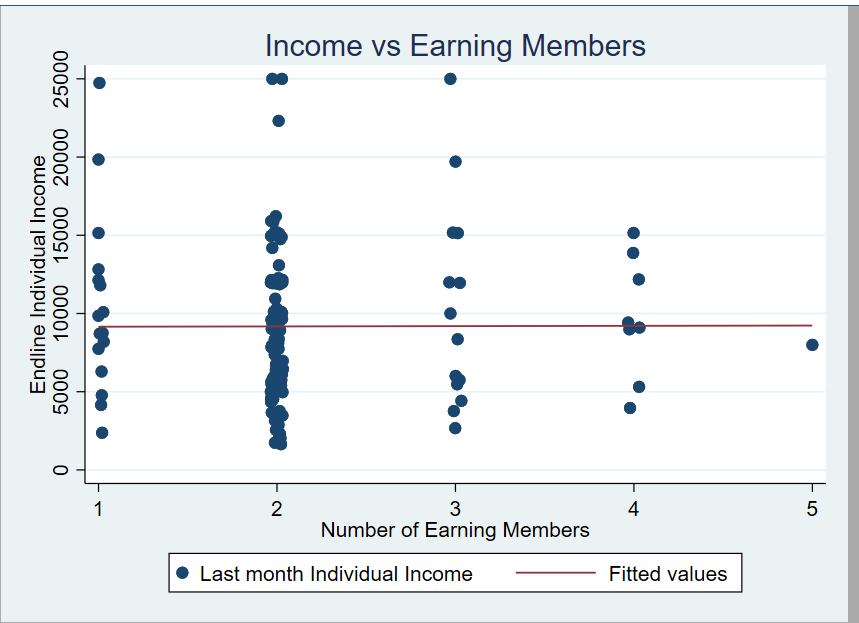 Income vs Earning Members
Endline Individual Income
25000
20000
15000
10000
5000
0
1 2 3 4 5
Number of Earning Members
Last month Individual Income Fitted values